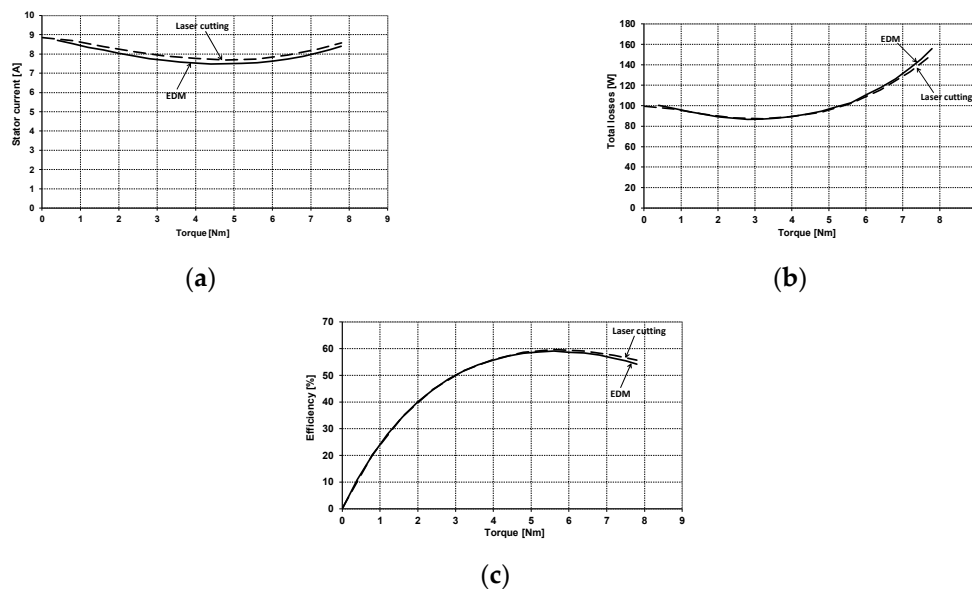 10
9
8
7
6
5
4
3
2
1
0
Stator current [A]
Laser cutting
EDM
0 1 2 3 4 5 6 7 8 9
Torque [Nm]
(a)
180
160
140
120
100
80
60
40
20
0
Total losses [W]
EDM
Laser cutting
0 1 2 3 4 5 6 7 8
Torque [Nm]
(b)
70
60
50
40
30
20
10
0
Efficiency [%]
Laser cutting
EDM
0 1 2 3 4 5 6 7 8 9
Torque [Nm]
(c)